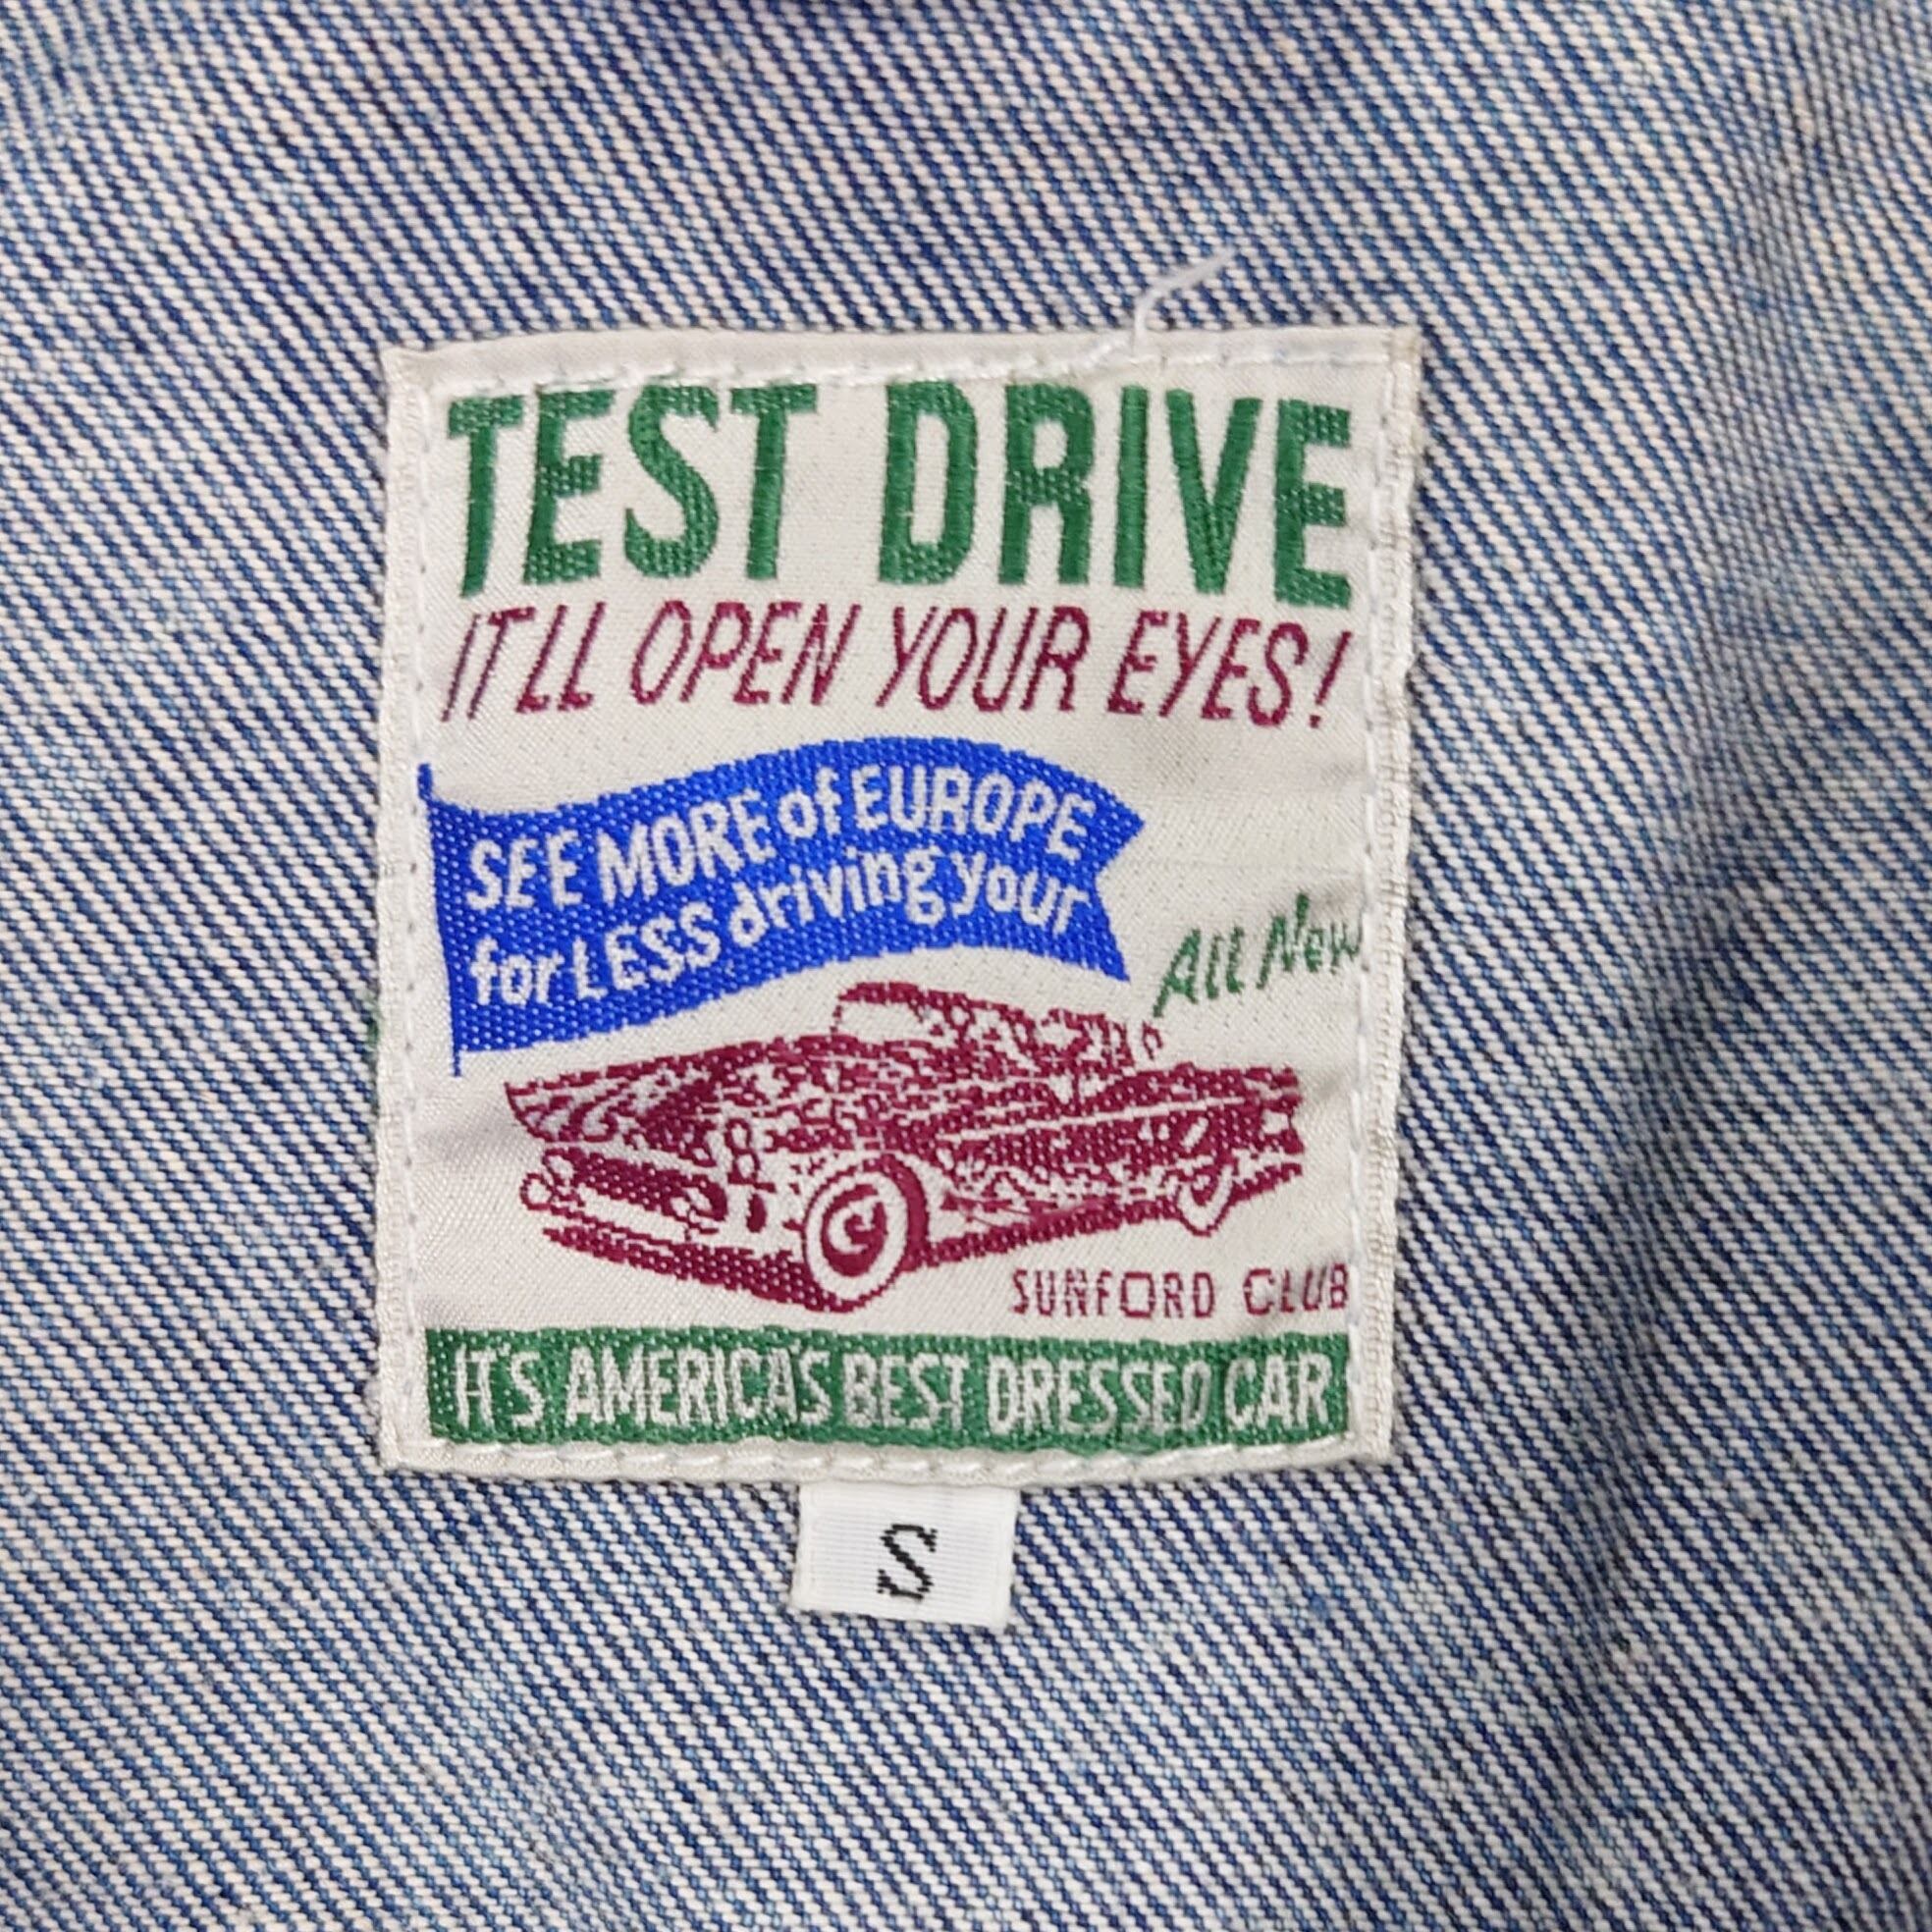 TEST DRIVE
IT'LL OPEN YOUR EYES!
SEE MORE of EUROPE
for LESS driving your
All New
SUNFORD CLUB
IT'S AMERICA'S BEST DRESSED CAR
S